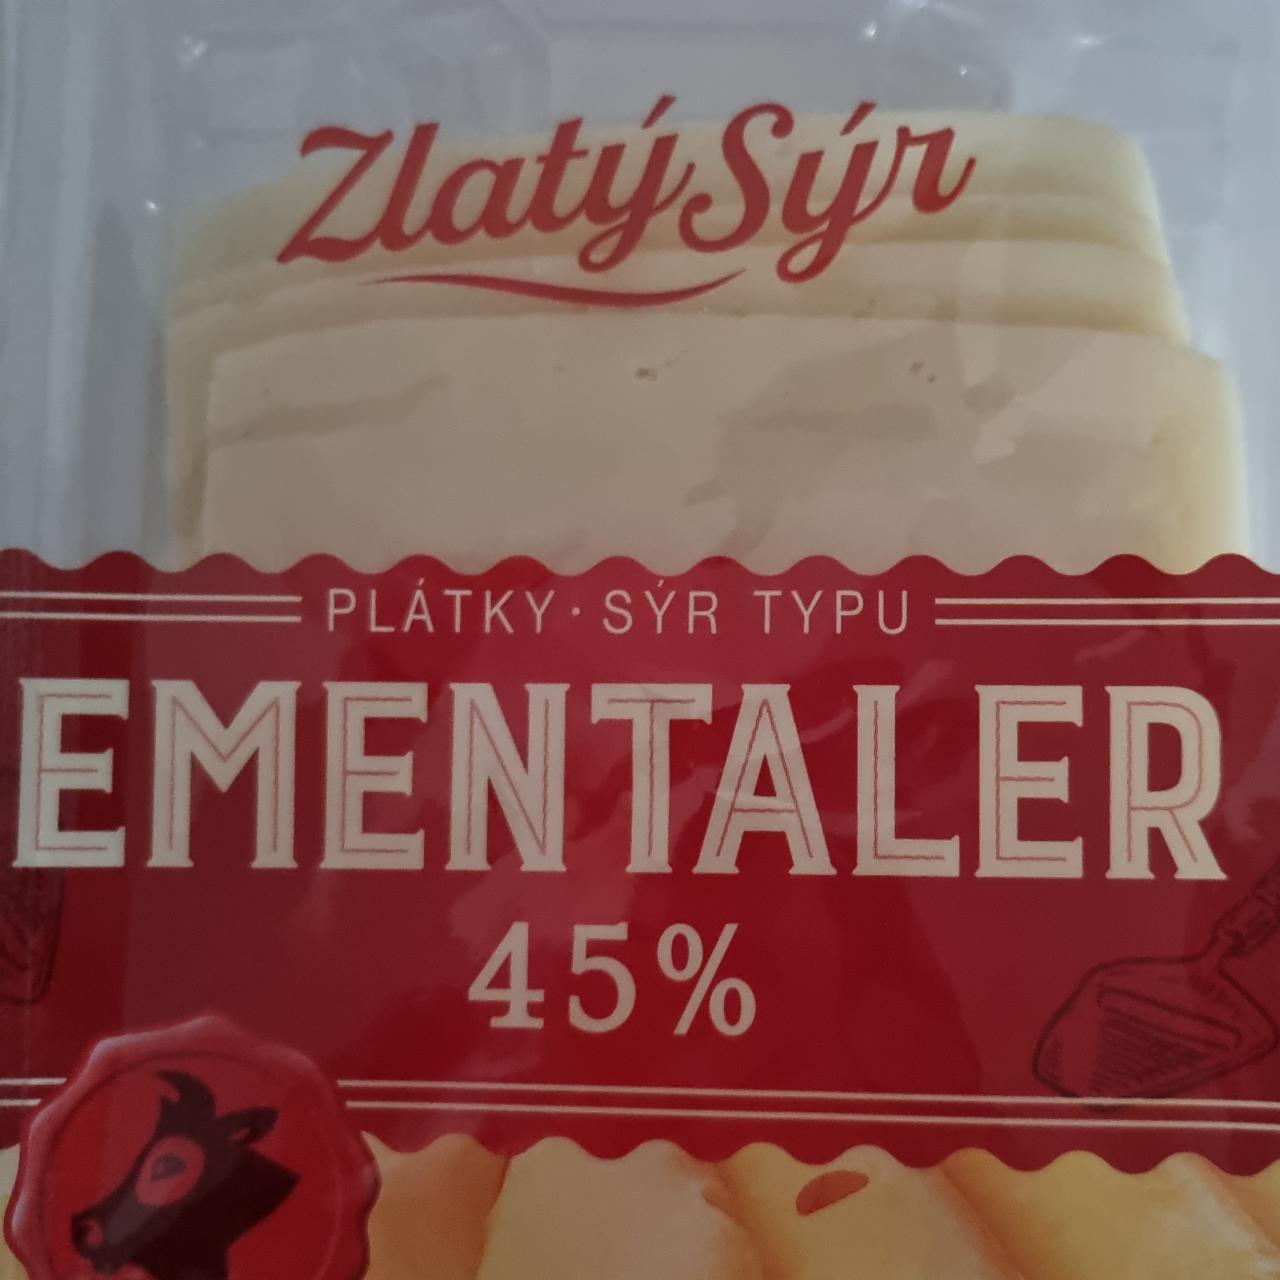 Zlatý Sýr
PLÁTKY · SÝR TYPU
EMENTALER
45%